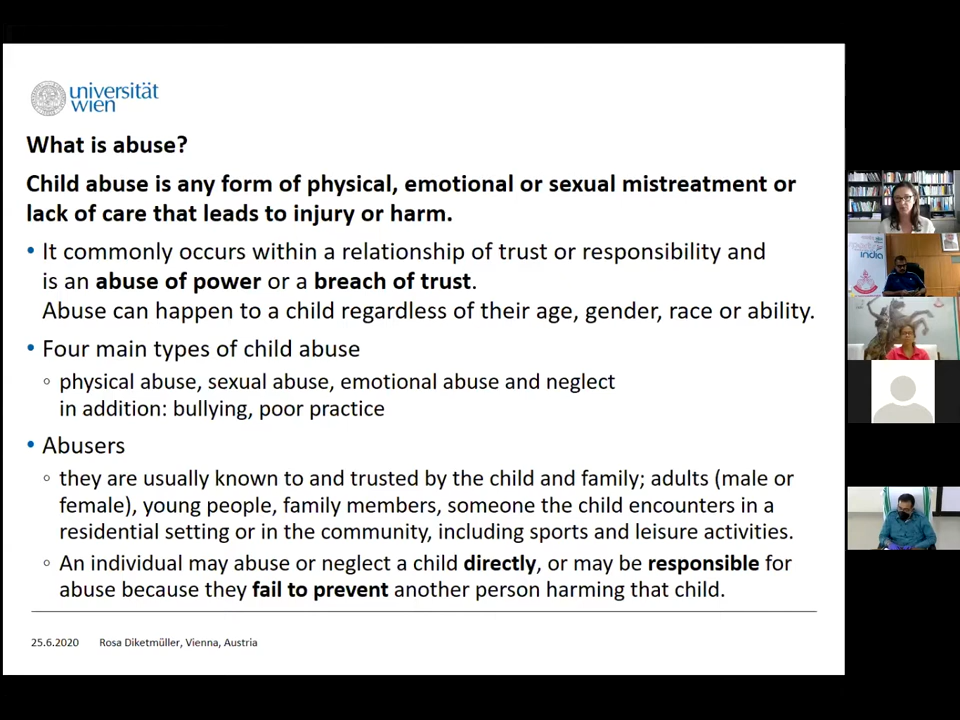 universität
wien
What is abuse?
Child abuse is any form of physical, emotional or sexual mistreatment or
lack of care that leads to injury or harm.
• It commonly occurs within a relationship of trust or responsibility and
is an abuse of power or a breach of trust.
Abuse can happen to a child regardless of their age, gender, race or ability.
• Four main types of child abuse
◦ physical abuse, sexual abuse, emotional abuse and neglect
in addition: bullying, poor practice
• Abusers
◦ they are usually known to and trusted by the child and family; adults (male or
female), young people, family members, someone the child encounters in a
residential setting or in the community, including sports and leisure activities.
◦ An individual may abuse or neglect a child directly, or may be responsible for
abuse because they fail to prevent another person harming that child.
25.6.2020 Rosa Diketmüller, Vienna, Austria
india